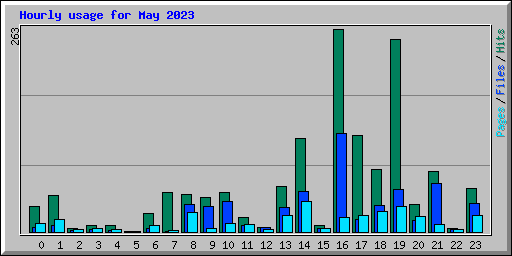 Hourly usage for May 2023
263
Pages/Files/Hits
0 1 2 3 4 5 6 7 8 9 10 11 12 13 14 15 16 17 18 19 20 21 22 23